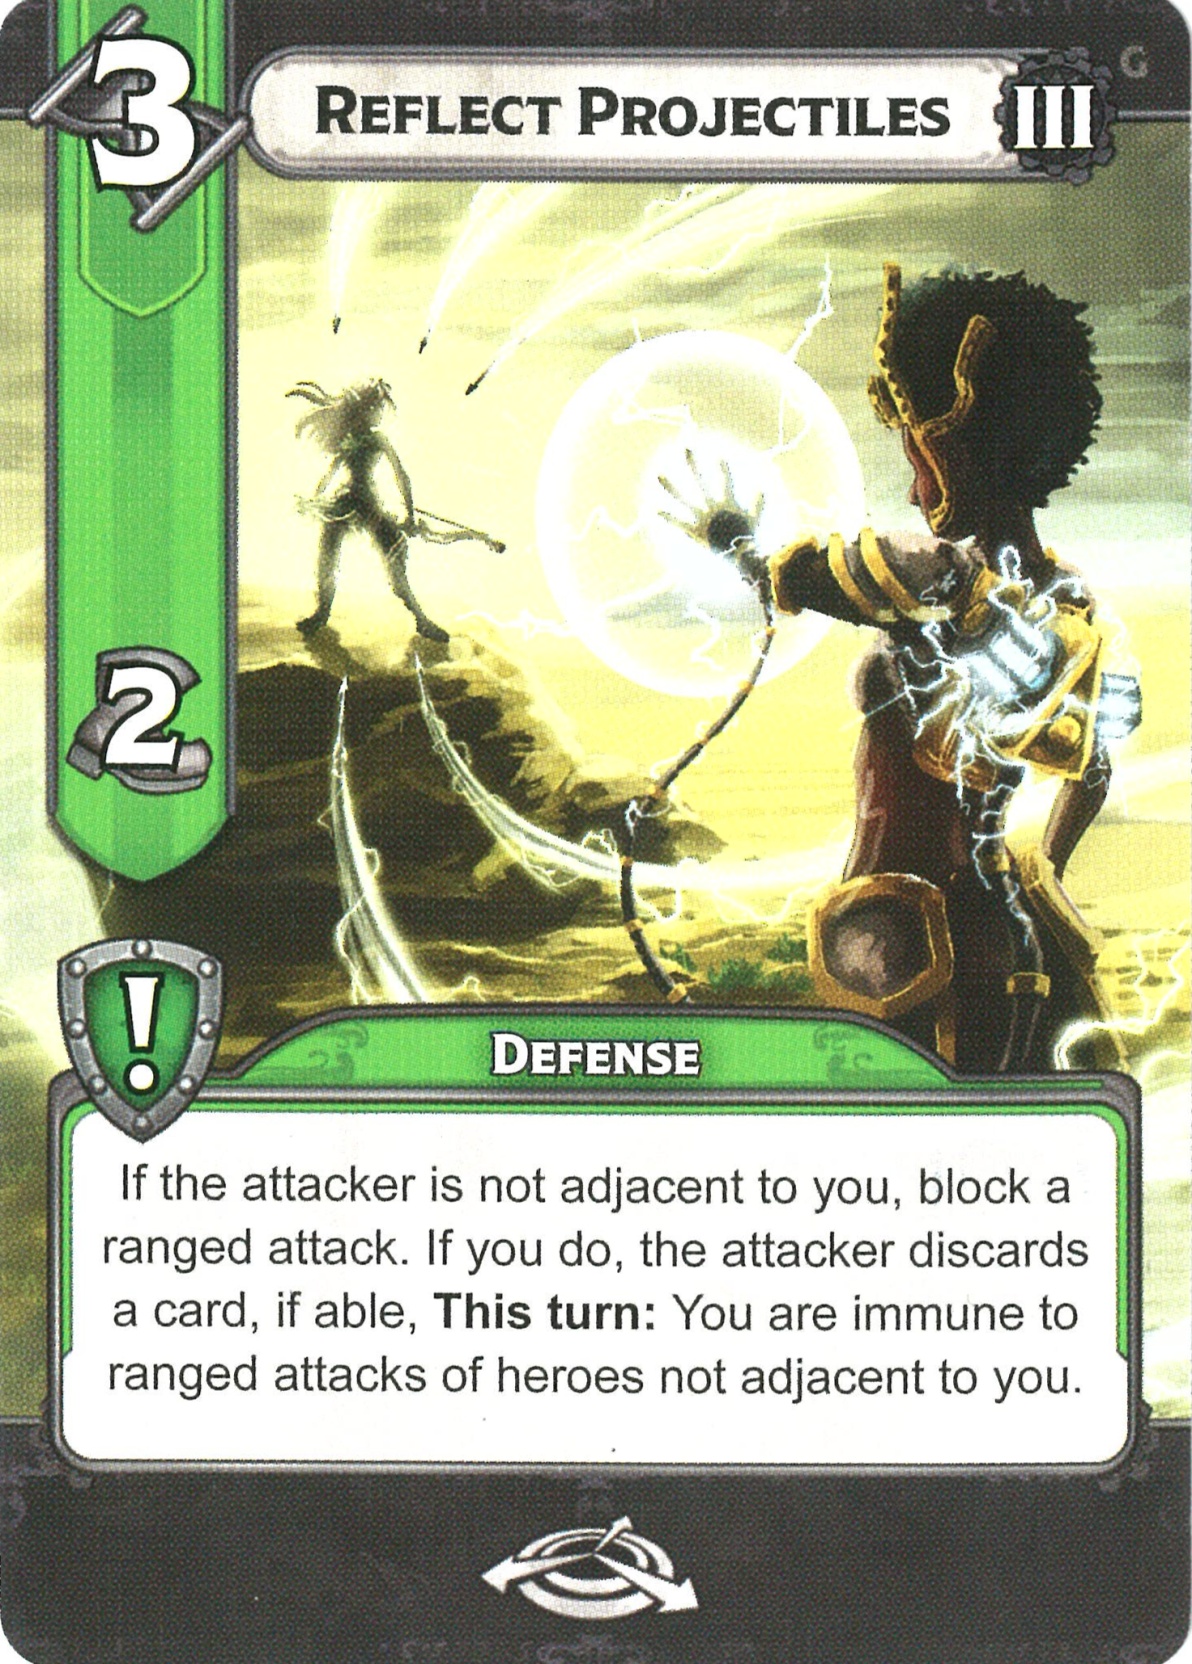 3
REFLECT PROJECTILES
III
G
2
!
DEFENSE
If the attacker is not adjacent to you, block a
ranged attack. If you do, the attacker discards
a card, if able, This turn: You are immune to
ranged attacks of heroes not adjacent to you.